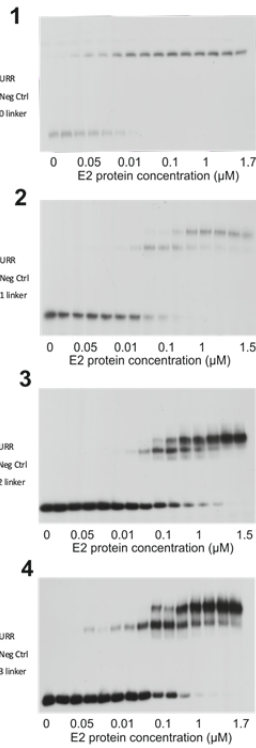 1
URR
Neg Ctrl
0 linker
0 0.05 0.01 0.1 1 1.7
E2 protein concentration (µM)
2
URR
Neg Ctrl
1 linker
0 0.05 0.01 0.1 1 1.7
E2 protein concentration (µM)
3
URR
Neg Ctrl
2 linker
0 0.05 0.01 0.1 1 1.5
E2 protein concentration (µM)
4
URR
Neg Ctrl
3 linker
0 0.05 0.01 0.1 1 1.7
E2 protein concentration (µM)